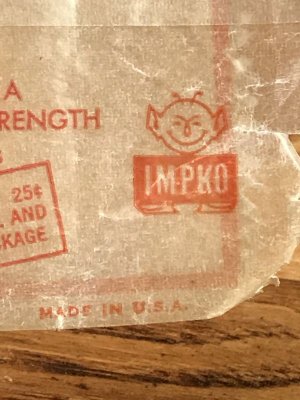 A
RENGTH
25¢
AND
KAGE
IMPKO
MADE IN U.S.A.